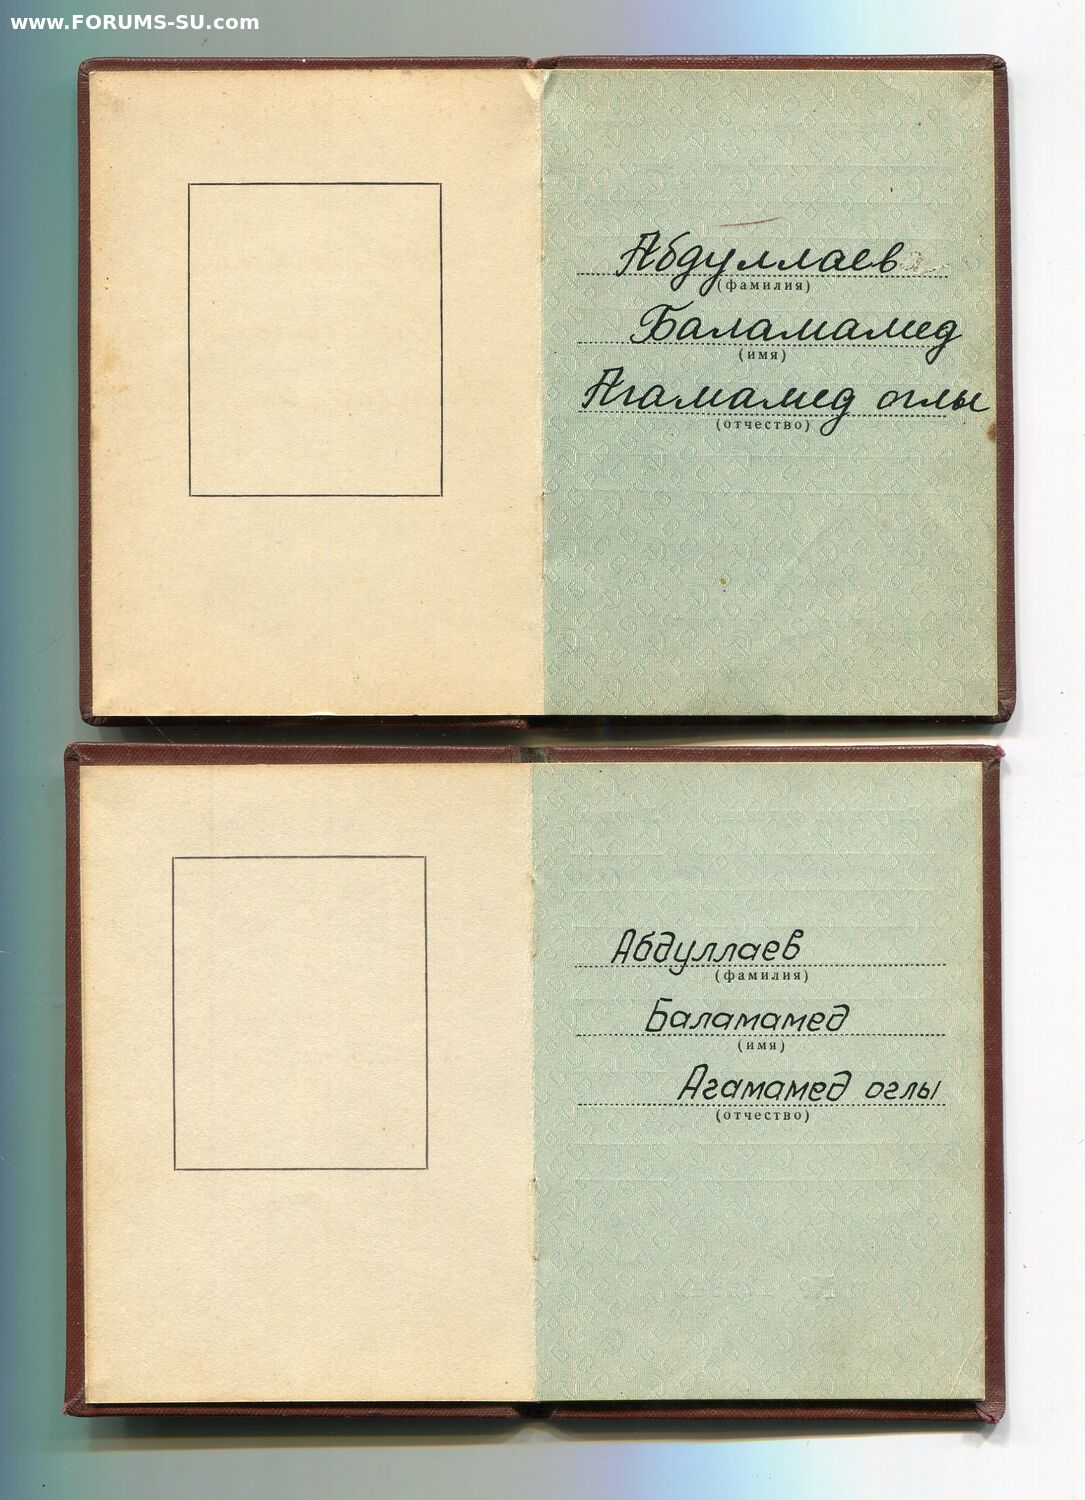 www.FORUMS-SU.com
Абдуллаев
(фамилия)
Баламамед
(имя)
Агамамед оглы
(отчество)
Абдуллаев
(фамилия)
Баламамед
(имя)
Агамамед оглы
(отчество)